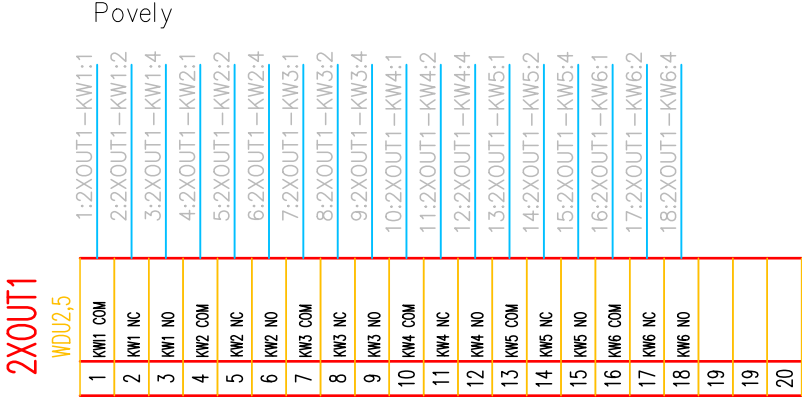 Povely
1:2XOUT1-KW1:1
2:2XOUT1-KW1:2
3:2XOUT1-KW1:4
4:2XOUT1-KW2:1
5:2XOUT1-KW2:2
6:2XOUT1-KW2:4
7:2XOUT1-KW3:1
8:2XOUT1-KW3:2
9:2XOUT1-KW3:4
10:2XOUT1-KW4:1
11:2XOUT1-KW4:2
12:2XOUT1-KW4:4
13:2XOUT1-KW5:1
14:2XOUT1-KW5:2
15:2XOUT1-KW5:4
16:2XOUT1-KW6:1
17:2XOUT1-KW6:2
18:2XOUT1-KW6:4
2XOUT1
WDU2,5
KWI1 COM
KW1 NC
KW1 NO
KW2 COM
KW2 NC
KW2 NO
KW3 COM
KW3 NC
KW3 NO
KW4 COM
KW4 NC
KW4 NO
KW5 COM
KW5 NC
KW5 NO
KW6 COM
KW6 NC
KW6 NO
1
2
3
4
5
6
7
8
9
10
11
12
13
14
15
16
17
18
19
19
20